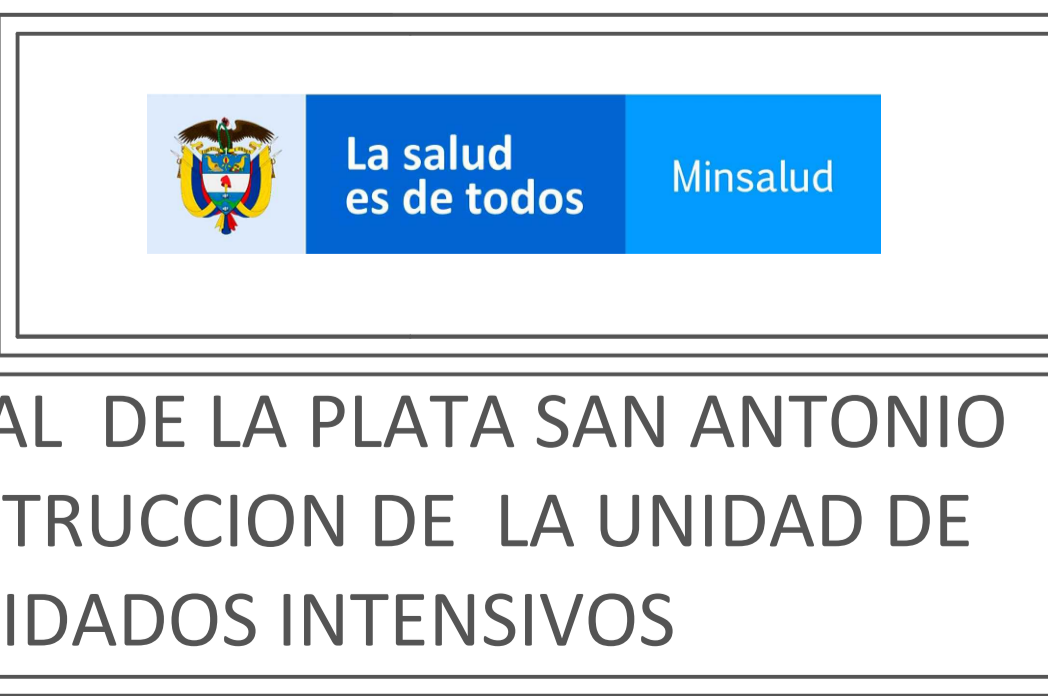 La salud
es de todos
Minsalud
AL DE LA PLATA SAN ANTONIO
TRUCCION DE LA UNIDAD DE
IDADOS INTENSIVOS